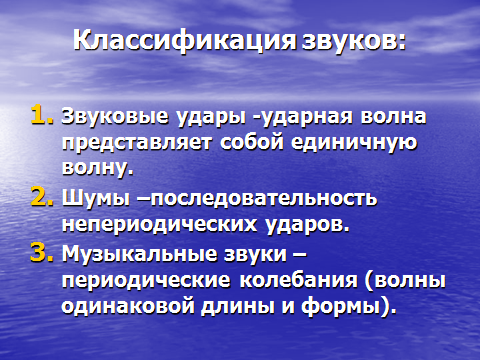 Классификация звуков:
1. Звуковые удары -ударная волна
представляет собой единичную
волну.
2. Шумы –последовательность
непериодических ударов.
3. Музыкальные звуки –
периодические колебания (волны
одинаковой длины и формы).